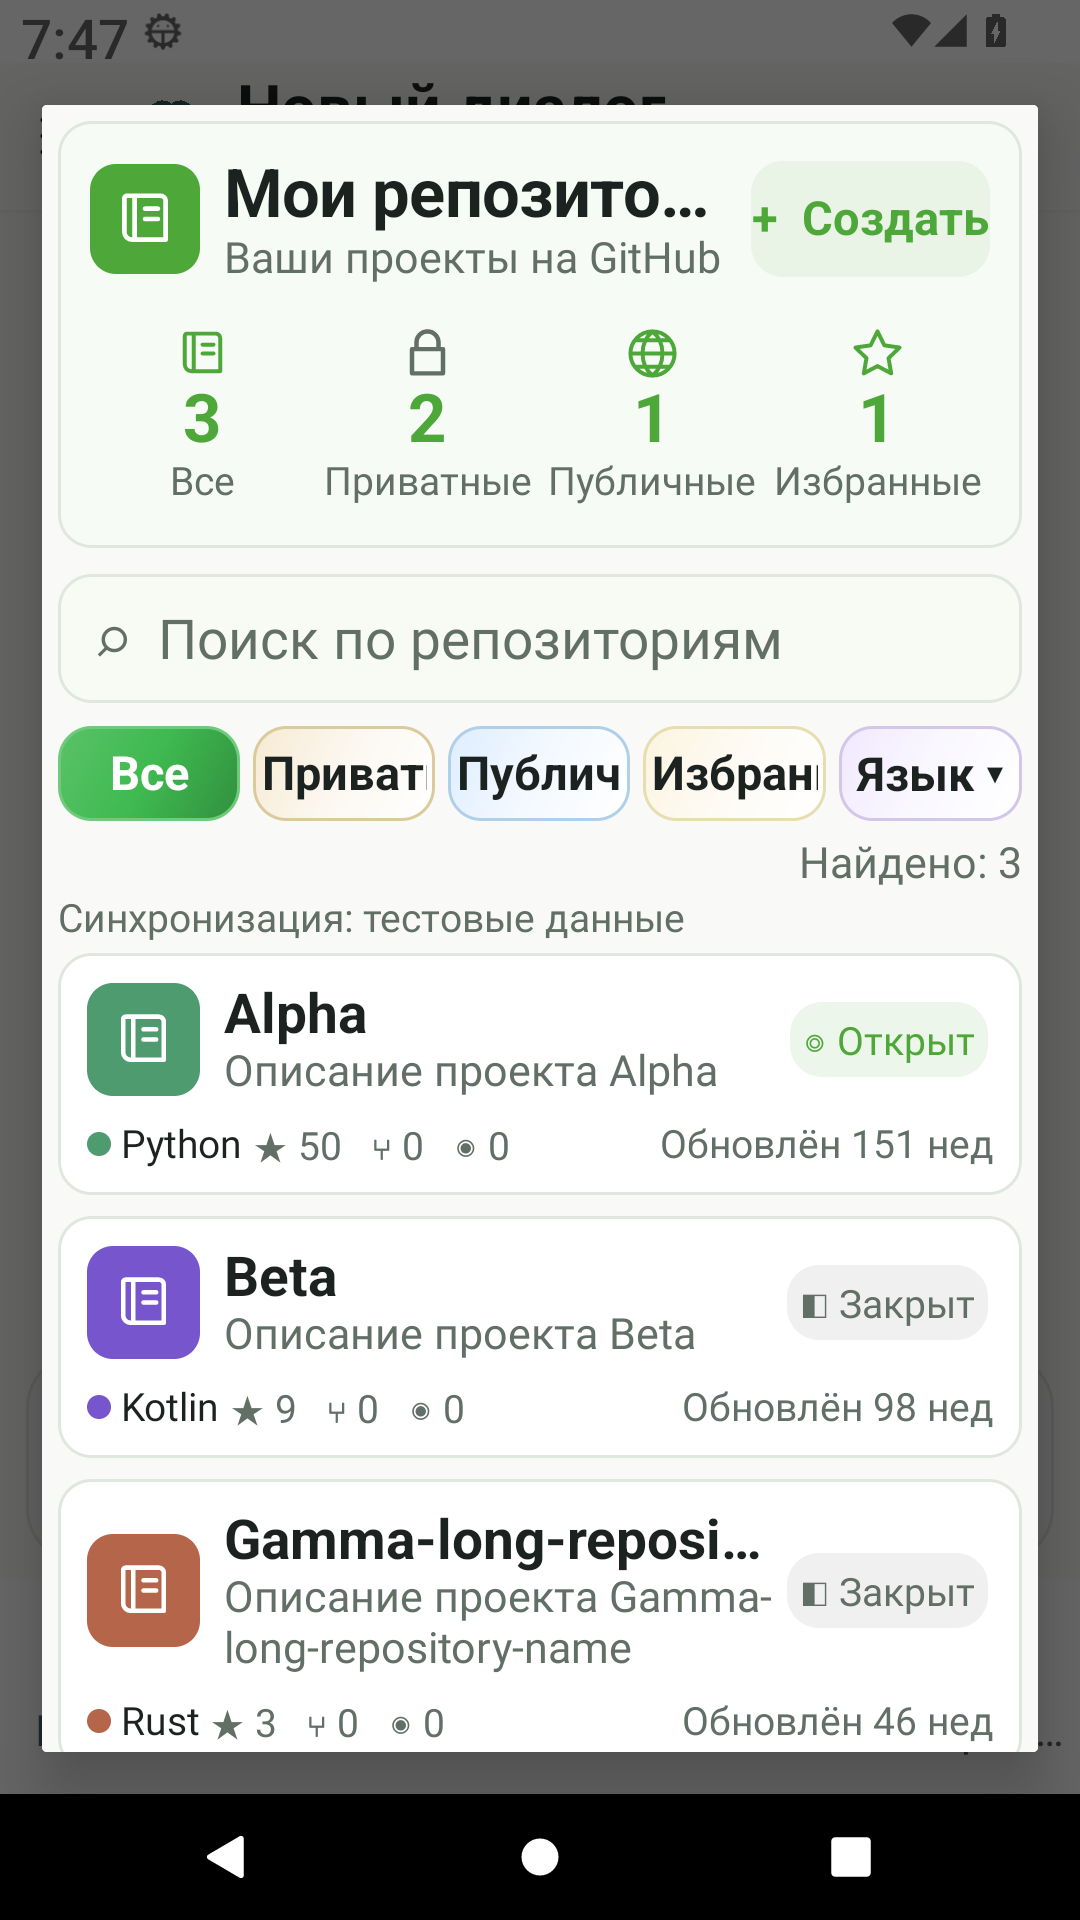 7:47
Новый диалог
Мои репозито...
Ваши проекты на GitHub
+ Создать
3
2
1
1
Все
Приватные
Публичные
Избранные
Поиск по репозиториям
Все
Приват
Публич
Избран
Язык ▾
Найдено: 3
Синхронизация: тестовые данные
Alpha
Описание проекта Alpha
Открыт
Python ★ 50 0 0
Обновлён 151 нед
Beta
Описание проекта Beta
Закрыт
Kotlin ★ 9 0 0
Обновлён 98 нед
Gamma-long-reposi...
Описание проекта Gamma-
long-repository-name
Закрыт
Rust ★ 3 0 0
Обновлён 46 нед